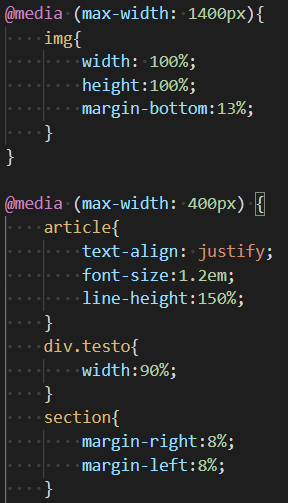 @media (max-width: 1400px){
    img{
        width: 100%;
        height:100%;
        margin-bottom:13%;
    }
}

@media (max-width: 400px) {
    article{
        text-align: justify;
        font-size:1.2em;
        line-height:150%;
    }
    div.testo{
        width:90%;
    }
    section{
        margin-right:8%;
        margin-left:8%;
    }